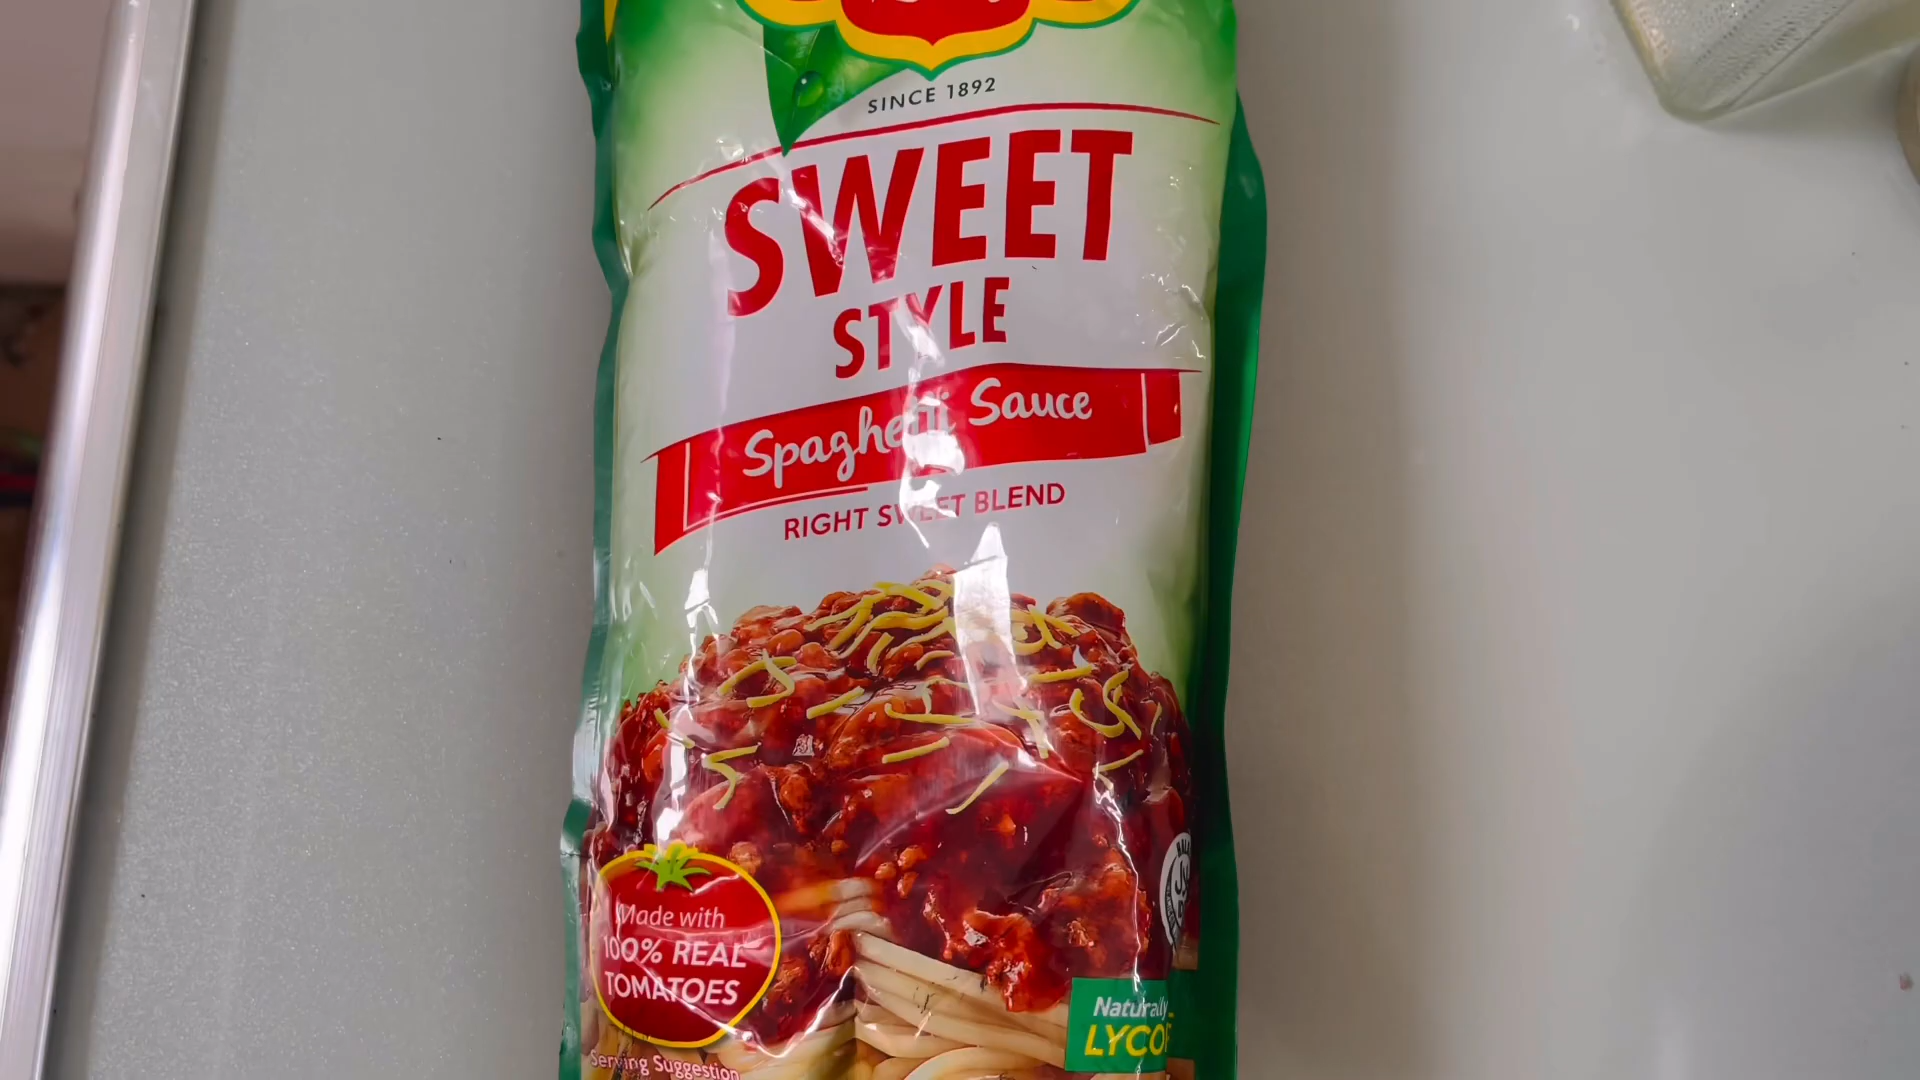 SINCE 1892
SWEET
STYLE
Spaghetti Sauce
RIGHT SWEET BLEND
Made with
100% REAL
TOMATOES
Serving Suggestion
Naturally